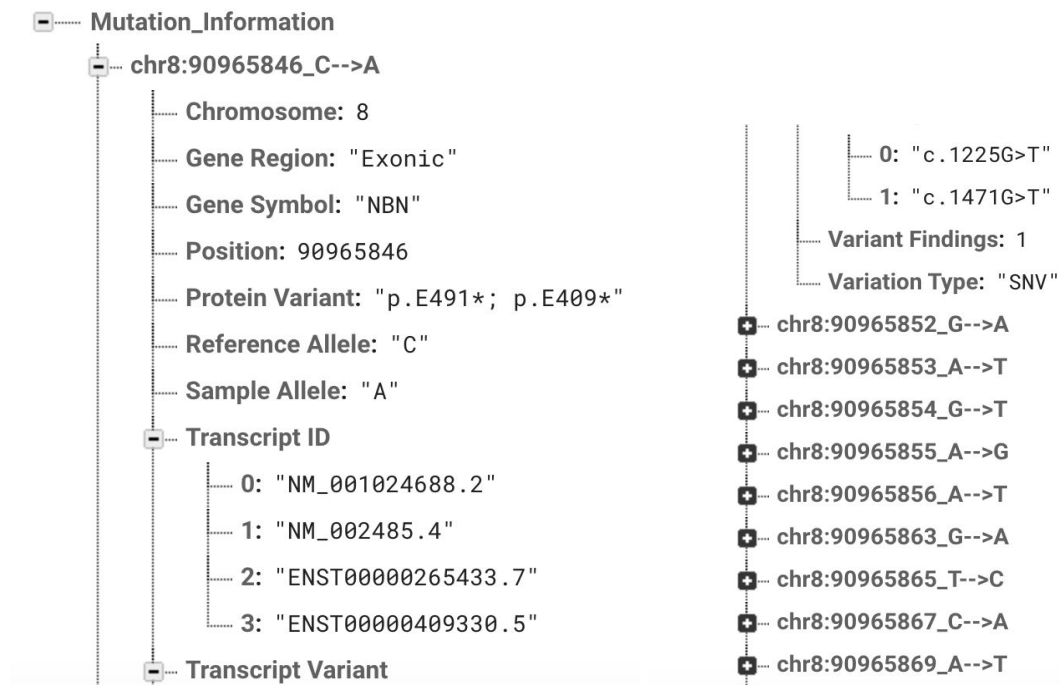 Mutation_Information
chr8:90965846_C-->A
Chromosome: 8
Gene Region: "Exonic"
Gene Symbol: "NBN"
Position: 90965846
Protein Variant: "p.E491*; p.E409*"
Reference Allele: "C"
Sample Allele: "A"
Transcript ID
0: "NM_001024688.2"
1: "NM_002485.4"
2: "ENST00000265433.7"
3: "ENST00000409330.5"
Transcript Variant
0: "c.1225G>T"
1: "c.1471G>T"
Variant Findings: 1
Variation Type: "SNV"
chr8:90965852_G-->A
chr8:90965853_A-->T
chr8:90965854_G-->T
chr8:90965855_A-->G
chr8:90965856_A-->T
chr8:90965863_G-->A
chr8:90965865_T-->C
chr8:90965867_C-->A
chr8:90965869_A-->T